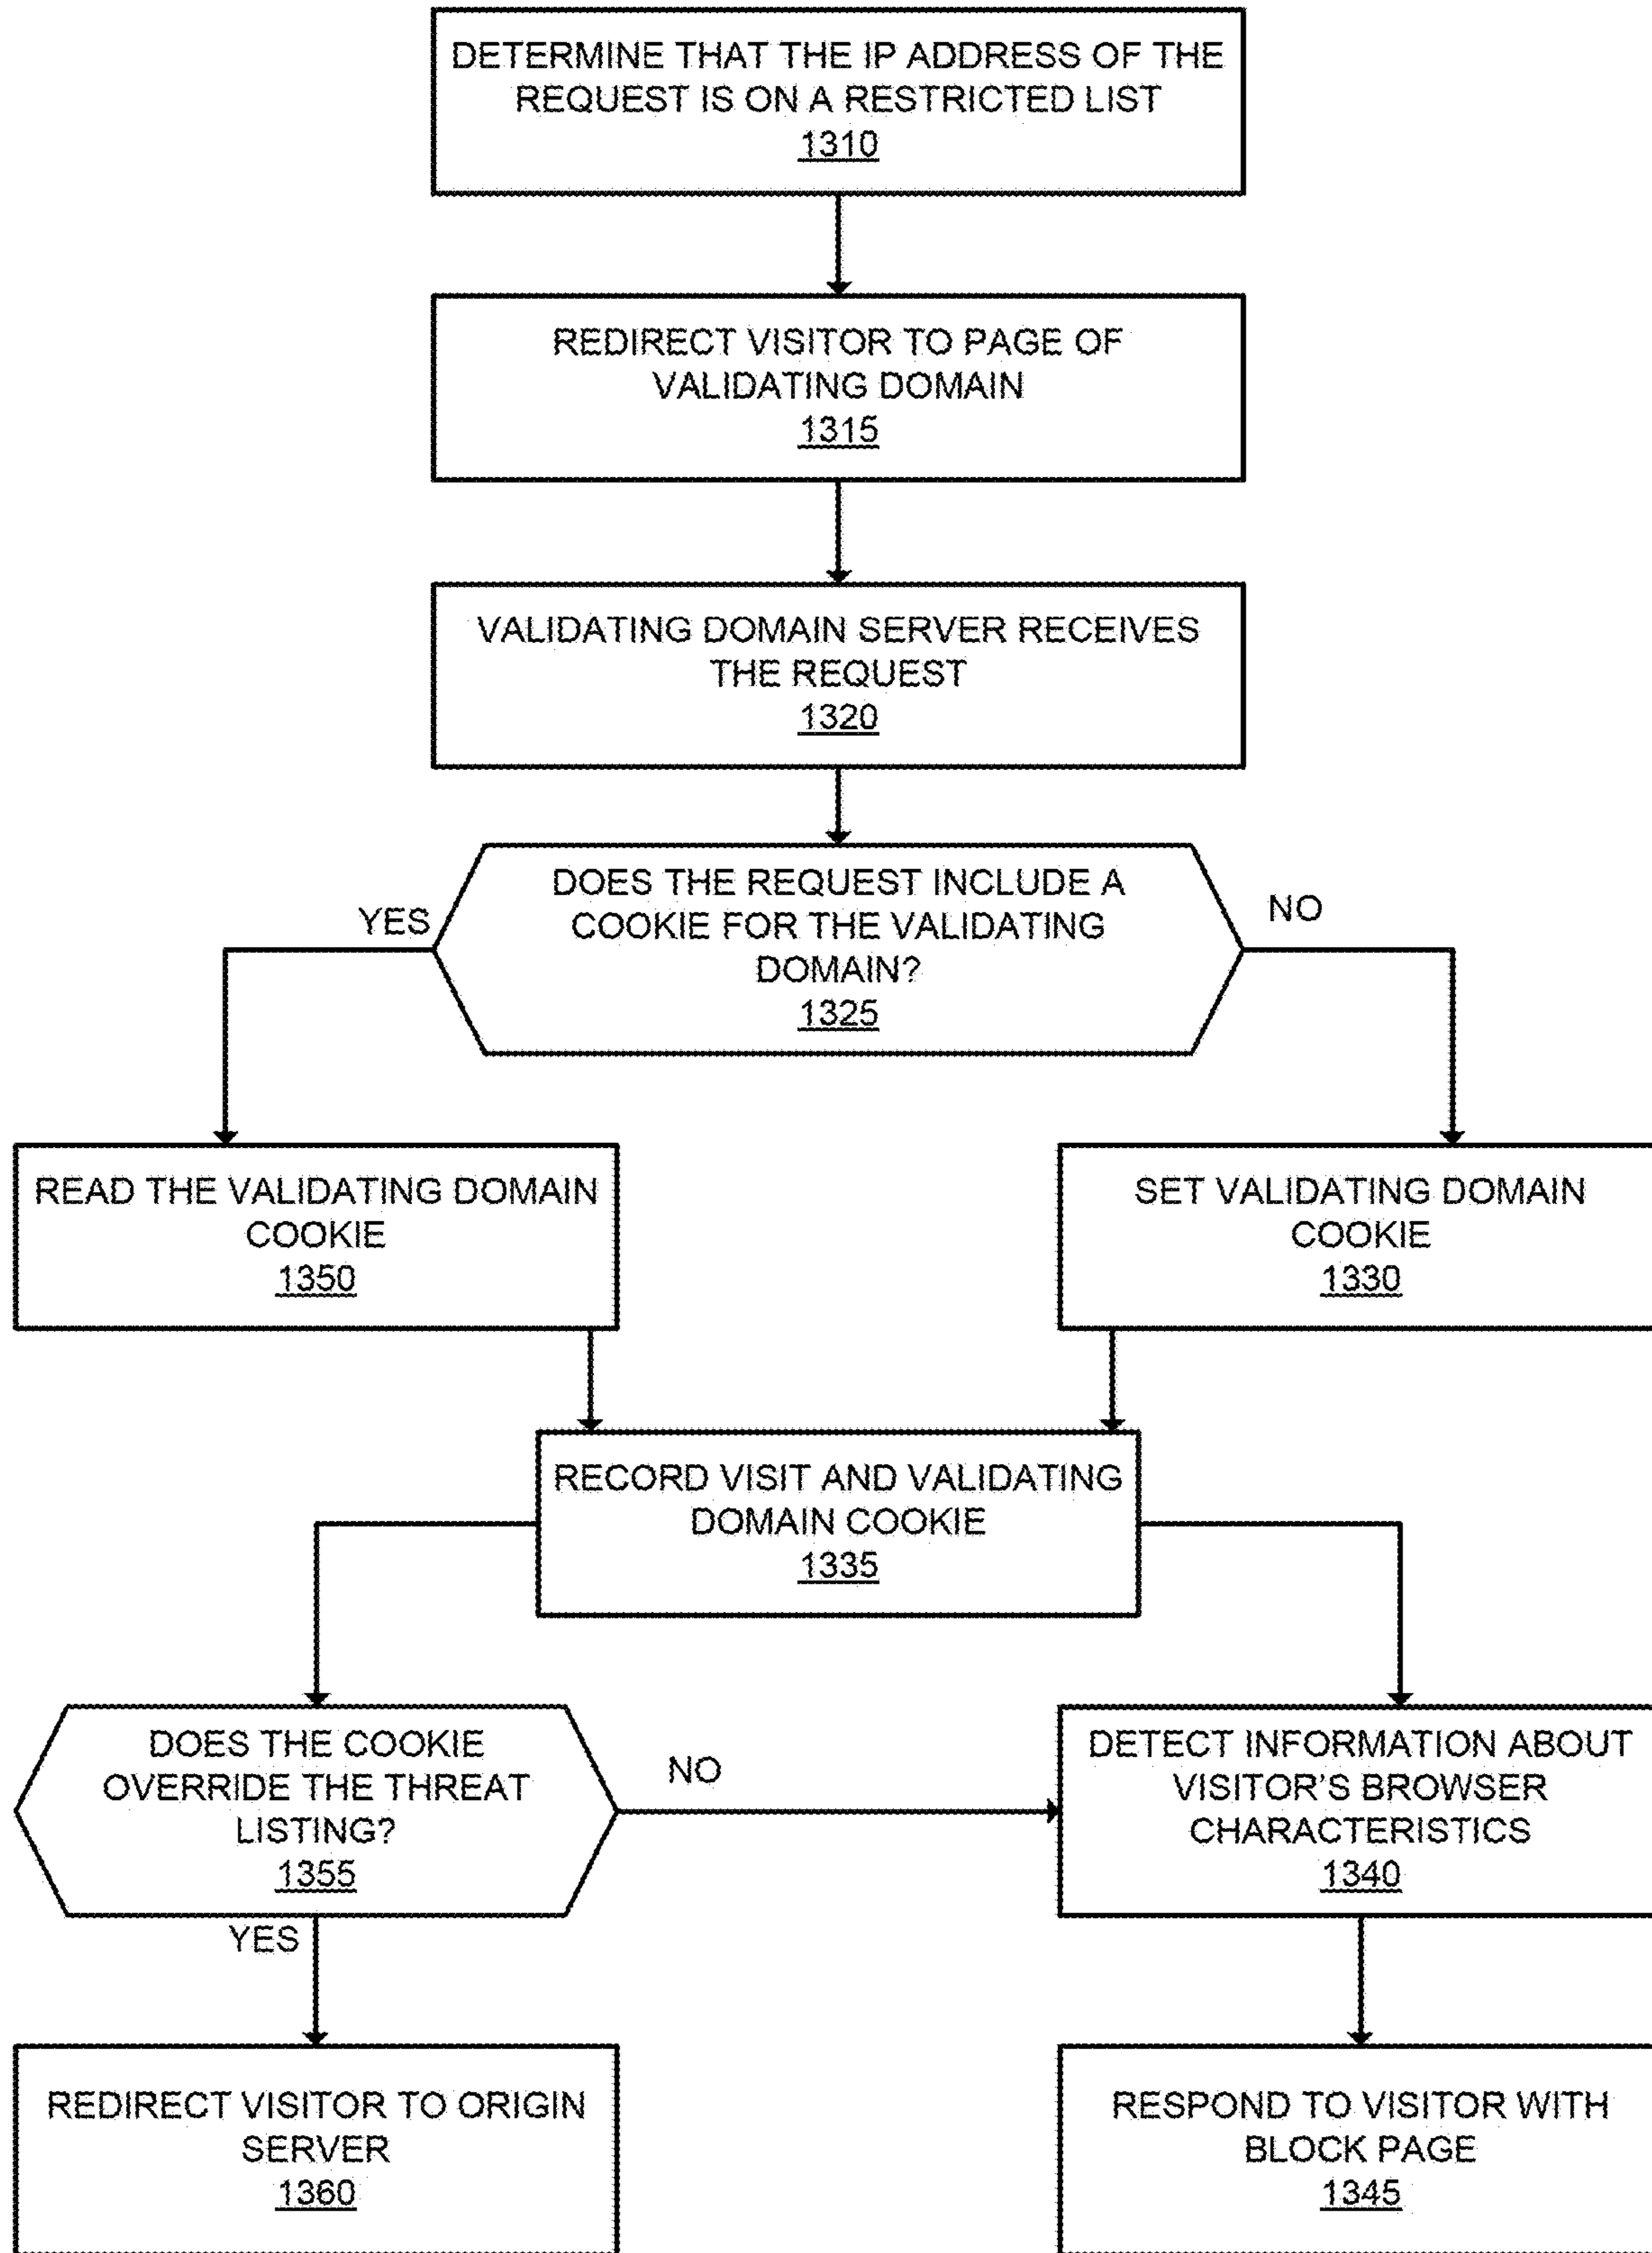 DETERMINE THAT THE IP ADDRESS OF THE
REQUEST IS ON A RESTRICTED LIST
1310
REDIRECT VISITOR TO PAGE OF
VALIDATING DOMAIN
1315
VALIDATING DOMAIN SERVER RECEIVES
THE REQUEST
1320
DOES THE REQUEST INCLUDE A
COOKIE FOR THE VALIDATING
DOMAIN?
1325
YES
NO
READ THE VALIDATING DOMAIN
COOKIE
1350
SET VALIDATING DOMAIN
COOKIE
1330
RECORD VISIT AND VALIDATING
DOMAIN COOKIE
1335
DOES THE COOKIE
OVERRIDE THE THREAT
LISTING?
1355
NO
YES
DETECT INFORMATION ABOUT
VISITOR'S BROWSER
CHARACTERISTICS
1340
REDIRECT VISITOR TO ORIGIN
SERVER
1360
RESPOND TO VISITOR WITH
BLOCK PAGE
1345